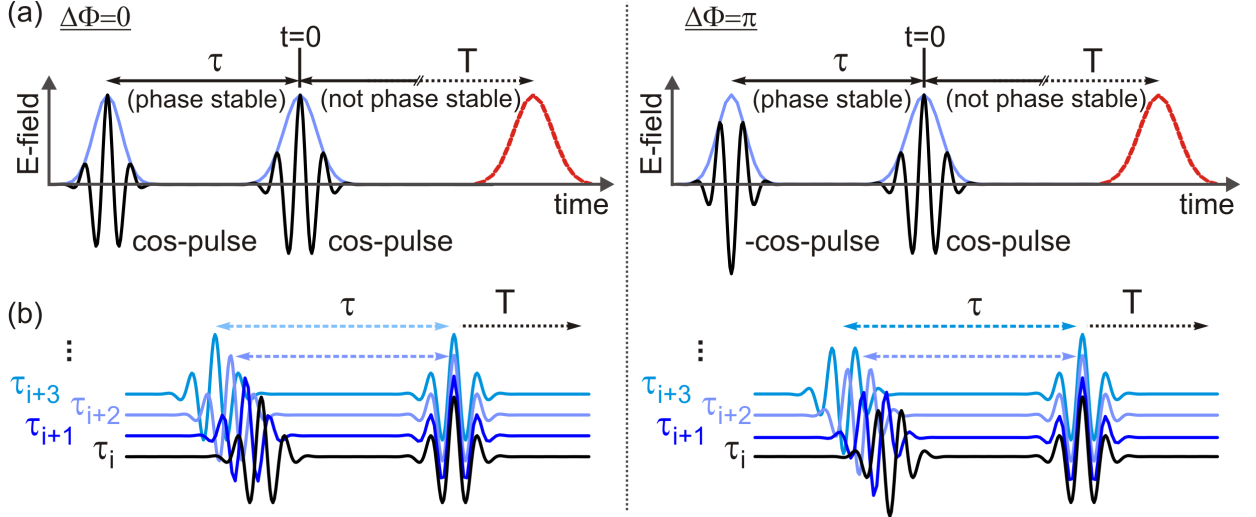 (a) ΔΦ=0
t=0
τ T
(phase stable) (not phase stable)
E-field
time
cos-pulse cos-pulse
ΔΦ=π
t=0
τ T
(phase stable) (not phase stable)
E-field
time
-cos-pulse cos-pulse
(b)
τ T
...
τi+3
τi+2
τi+1
τi
τ T
...
τi+3
τi+2
τi+1
τi